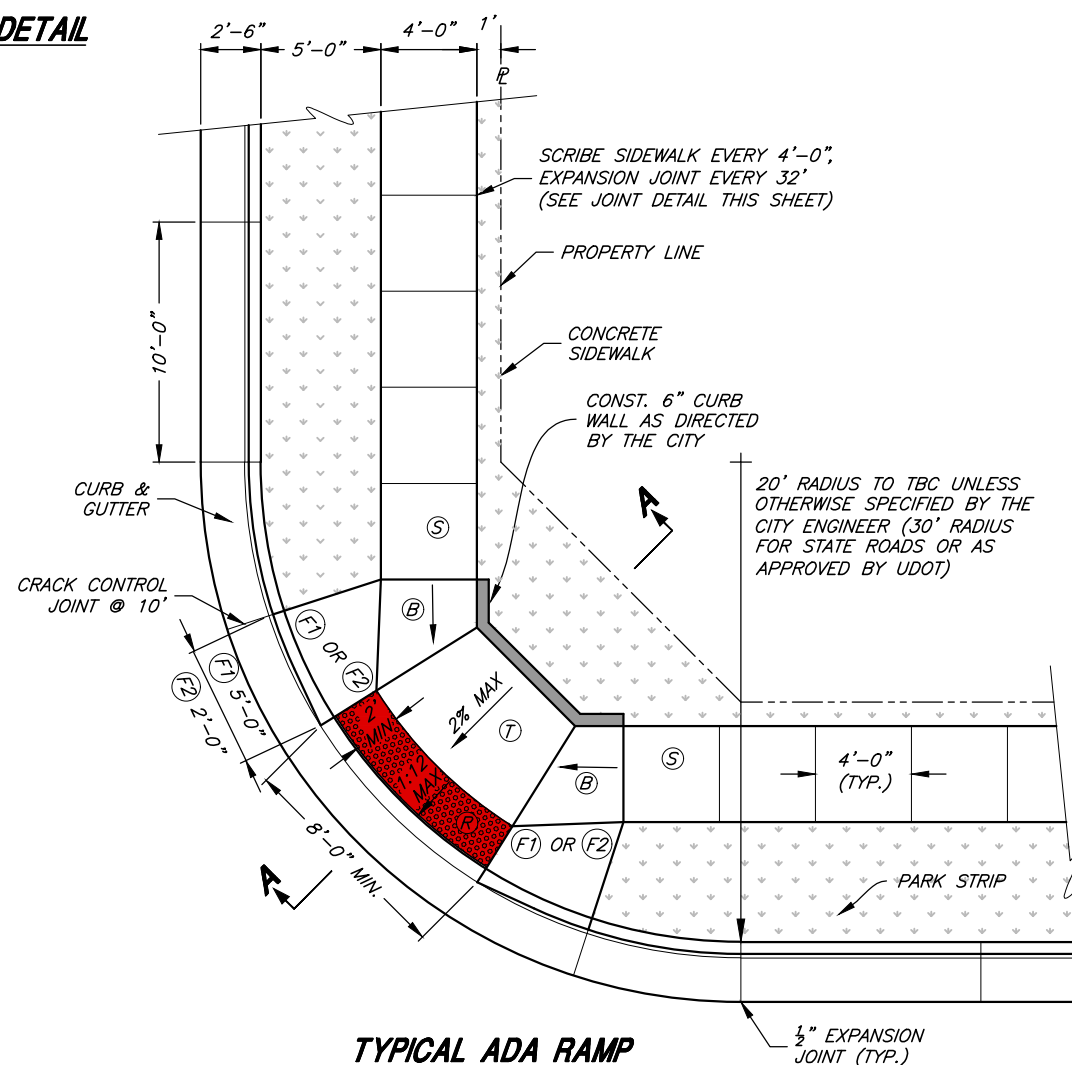 DETAIL
2'-6"
5'-0"
4'-0"
1'
PL
SCRIBE SIDEWALK EVERY 4'-0",
EXPANSION JOINT EVERY 32'
(SEE JOINT DETAIL THIS SHEET)
PROPERTY LINE
10'-0"
CONCRETE
SIDEWALK
CONST. 6" CURB
WALL AS DIRECTED
BY THE CITY
CURB &
GUTTER
A
20' RADIUS TO TBC UNLESS
OTHERWISE SPECIFIED BY THE
CITY ENGINEER (30' RADIUS
FOR STATE ROADS OR AS
APPROVED BY UDOT)
S
CRACK CONTROL
JOINT @ 10'
B
F1 OR F2
F1 5'-0"
F2 2'-0"
2'
MIN
2% MAX
T
1:12
MAX
R
B
S
4'-0"
(TYP.)
F1 OR F2
8'-0" MIN.
A
PARK STRIP
1/2" EXPANSION
JOINT (TYP.)
TYPICAL ADA RAMP